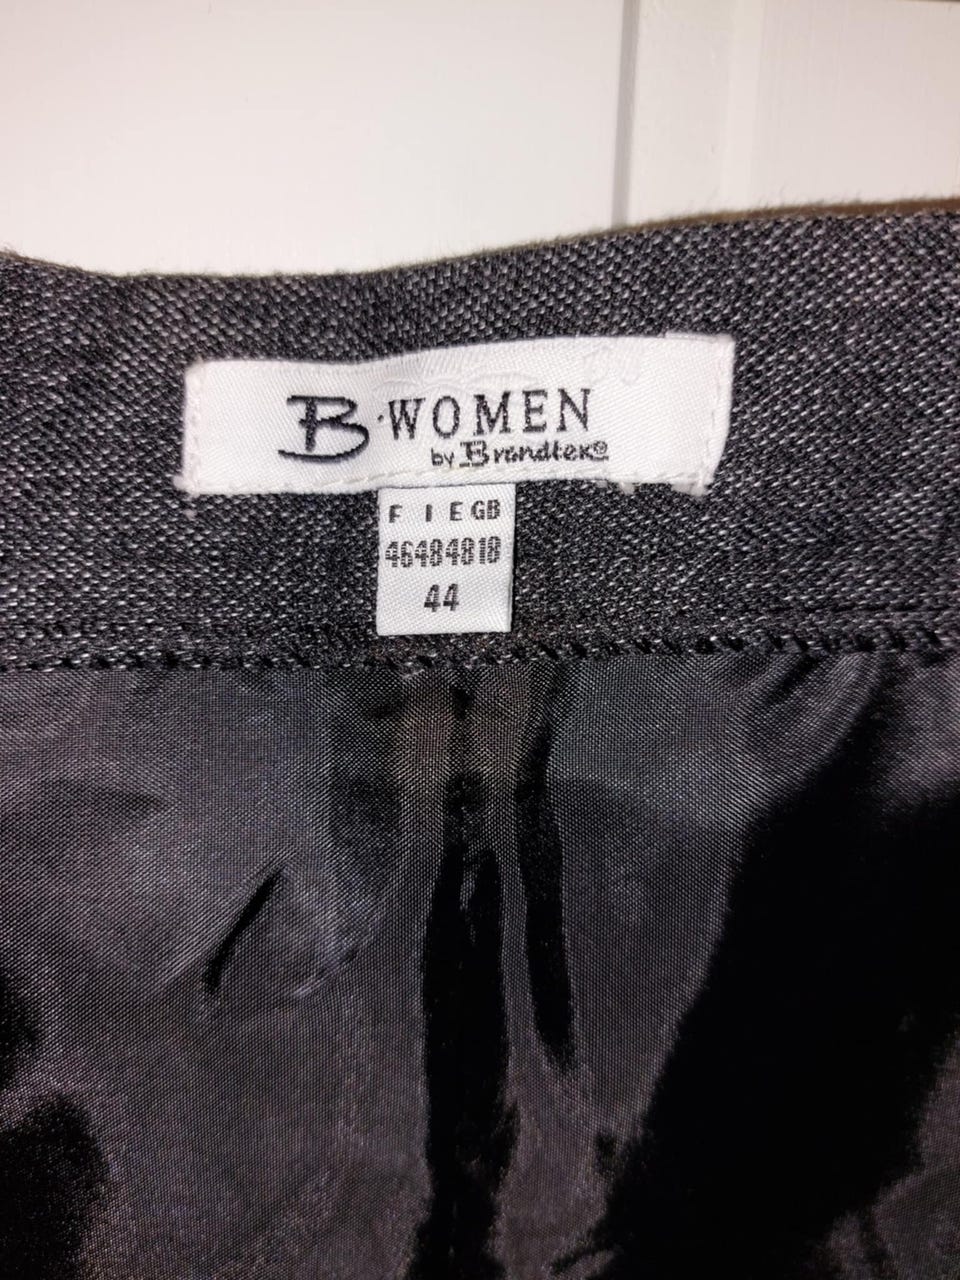 B·WOMEN
by Brandtex®
F I E GB
46484818
44